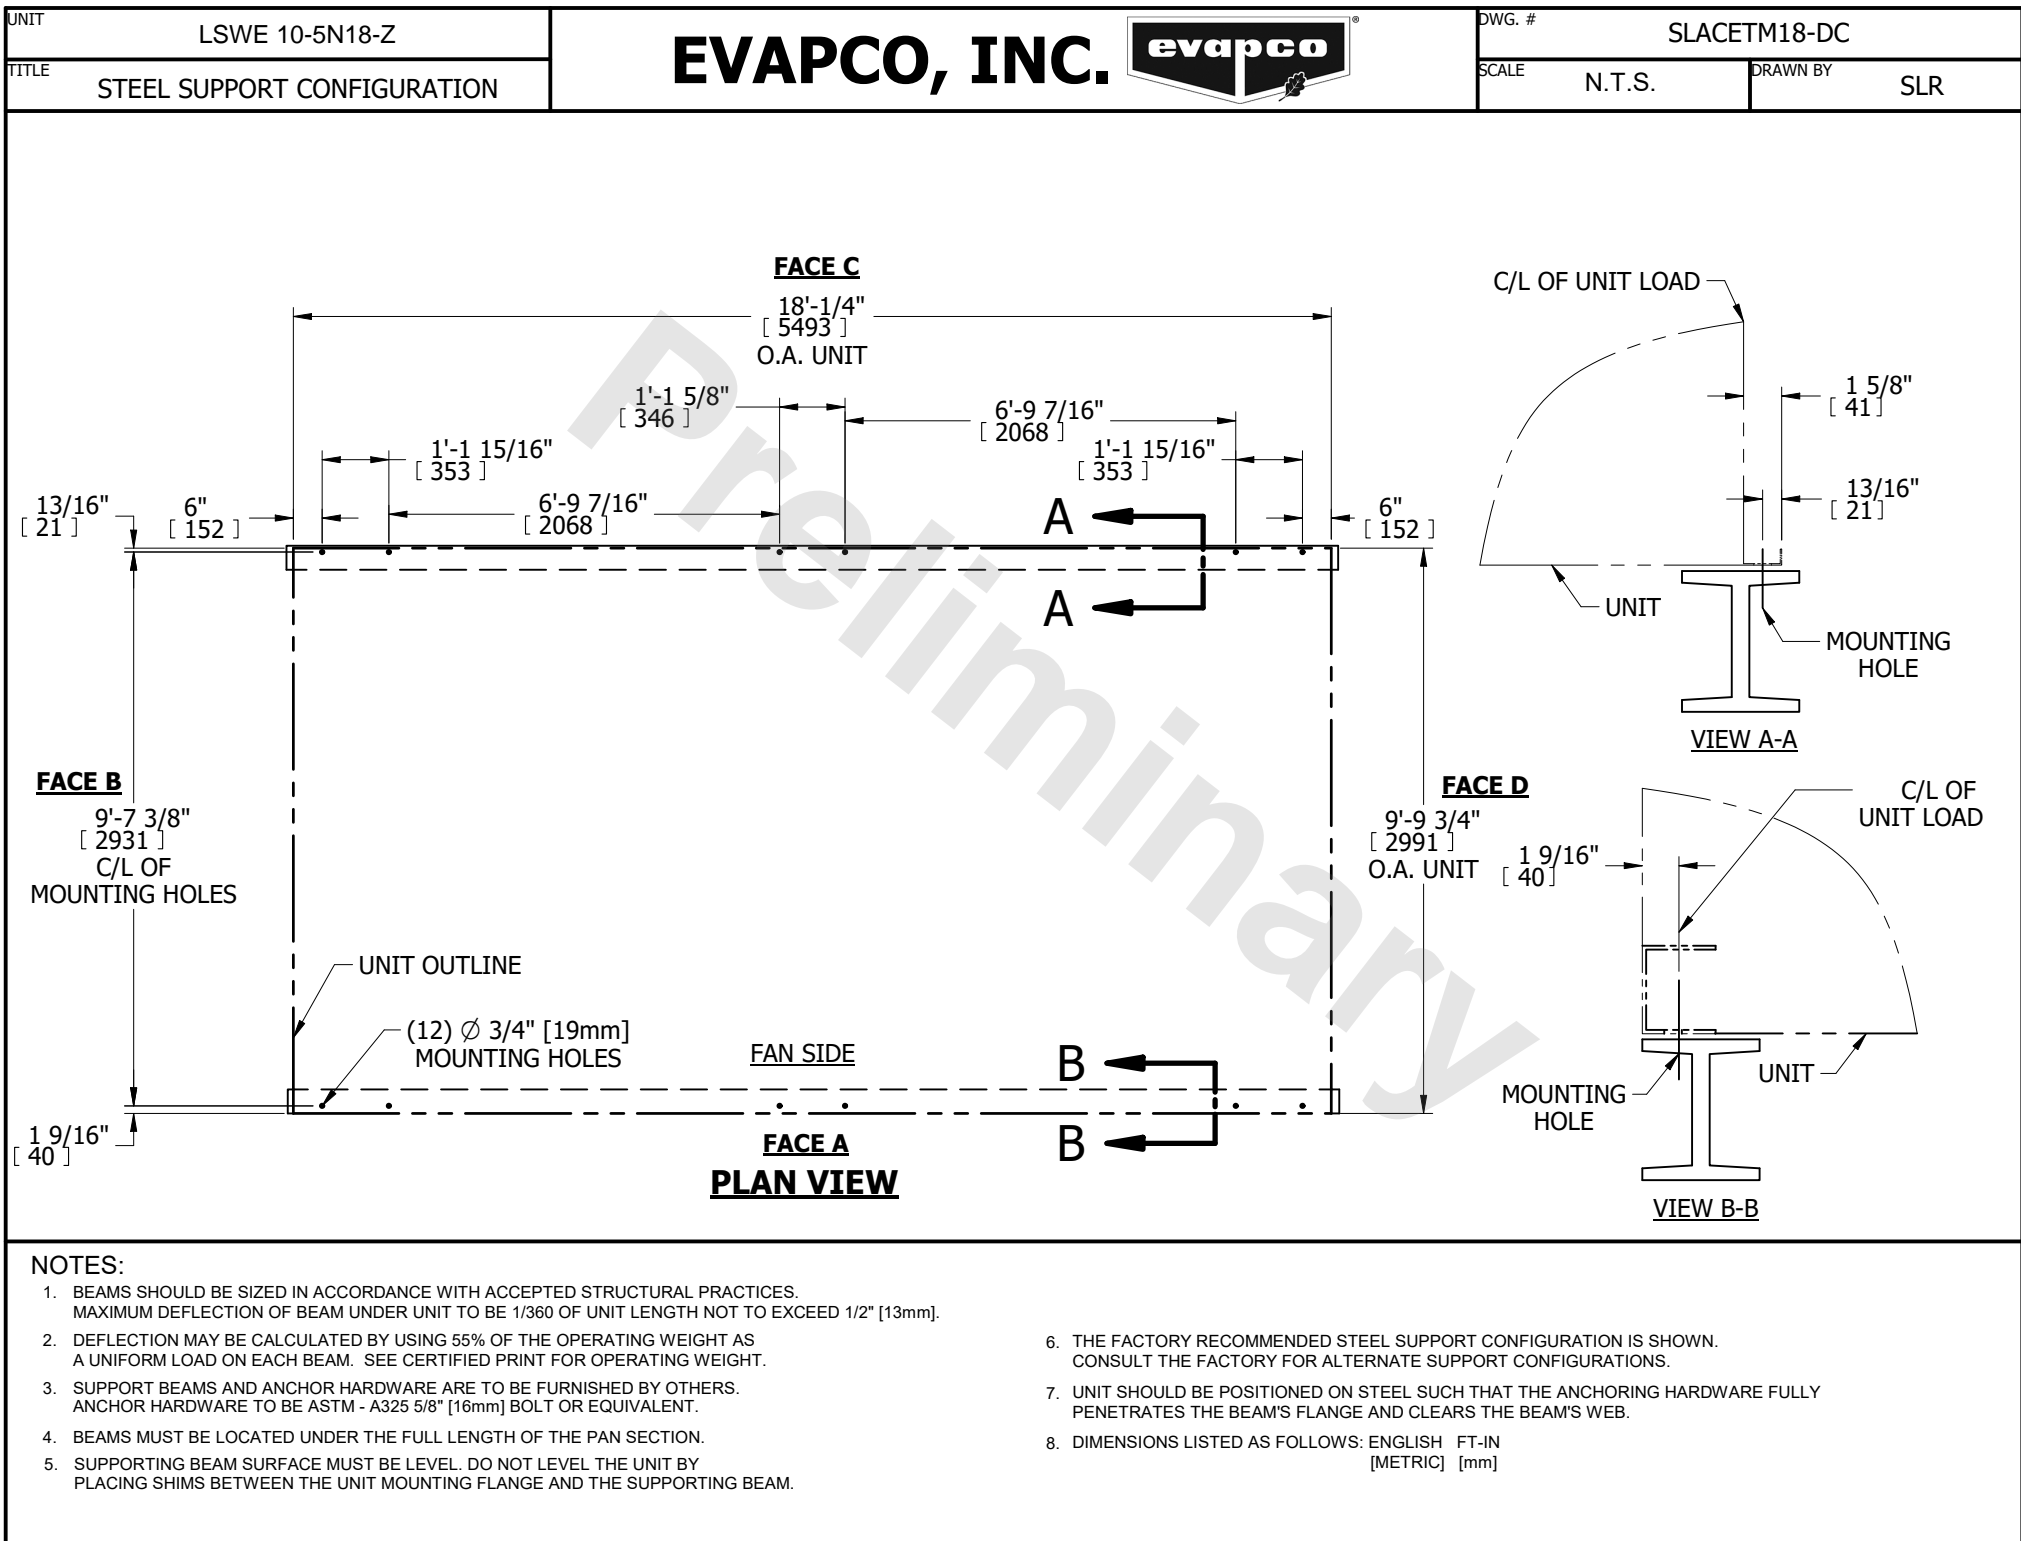 UNIT
LSWE 10-5N18-Z
TITLE
STEEL SUPPORT CONFIGURATION
EVAPCO, INC.
evapco
®
DWG. #
SLACETM18-DC
SCALE
N.T.S.
DRAWN BY
SLR
FACE C
18'-1/4"
[ 5493 ]
O.A. UNIT
1'-1 5/8"
[ 346 ]
6'-9 7/16"
[ 2068 ]
1'-1 15/16"
[ 353 ]
1'-1 15/16"
[ 353 ]
13/16"
[ 21 ]
6"
[ 152 ]
6'-9 7/16"
[ 2068 ]
6"
[ 152 ]
A
A
FACE B
9'-7 3/8"
[ 2931 ]
C/L OF
MOUNTING HOLES
FACE D
9'-9 3/4"
[ 2991 ]
O.A. UNIT
UNIT OUTLINE
(12) ∅ 3/4" [19mm]
MOUNTING HOLES
FAN SIDE
B
B
1 9/16"
[ 40 ]
FACE A
PLAN VIEW
C/L OF UNIT LOAD
1 5/8"
[ 41]
13/16"
[ 21]
UNIT
MOUNTING
HOLE
VIEW A-A
C/L OF
UNIT LOAD
1 9/16"
[ 40]
UNIT
MOUNTING
HOLE
VIEW B-B
Preliminary
NOTES:
1. BEAMS SHOULD BE SIZED IN ACCORDANCE WITH ACCEPTED STRUCTURAL PRACTICES.
MAXIMUM DEFLECTION OF BEAM UNDER UNIT TO BE 1/360 OF UNIT LENGTH NOT TO EXCEED 1/2" [13mm].
2. DEFLECTION MAY BE CALCULATED BY USING 55% OF THE OPERATING WEIGHT AS
A UNIFORM LOAD ON EACH BEAM. SEE CERTIFIED PRINT FOR OPERATING WEIGHT.
3. SUPPORT BEAMS AND ANCHOR HARDWARE ARE TO BE FURNISHED BY OTHERS.
ANCHOR HARDWARE TO BE ASTM - A325 5/8" [16mm] BOLT OR EQUIVALENT.
4. BEAMS MUST BE LOCATED UNDER THE FULL LENGTH OF THE PAN SECTION.
5. SUPPORTING BEAM SURFACE MUST BE LEVEL. DO NOT LEVEL THE UNIT BY
PLACING SHIMS BETWEEN THE UNIT MOUNTING FLANGE AND THE SUPPORTING BEAM.
6. THE FACTORY RECOMMENDED STEEL SUPPORT CONFIGURATION IS SHOWN.
CONSULT THE FACTORY FOR ALTERNATE SUPPORT CONFIGURATIONS.
7. UNIT SHOULD BE POSITIONED ON STEEL SUCH THAT THE ANCHORING HARDWARE FULLY
PENETRATES THE BEAM'S FLANGE AND CLEARS THE BEAM'S WEB.
8. DIMENSIONS LISTED AS FOLLOWS: ENGLISH FT-IN
[METRIC] [mm]